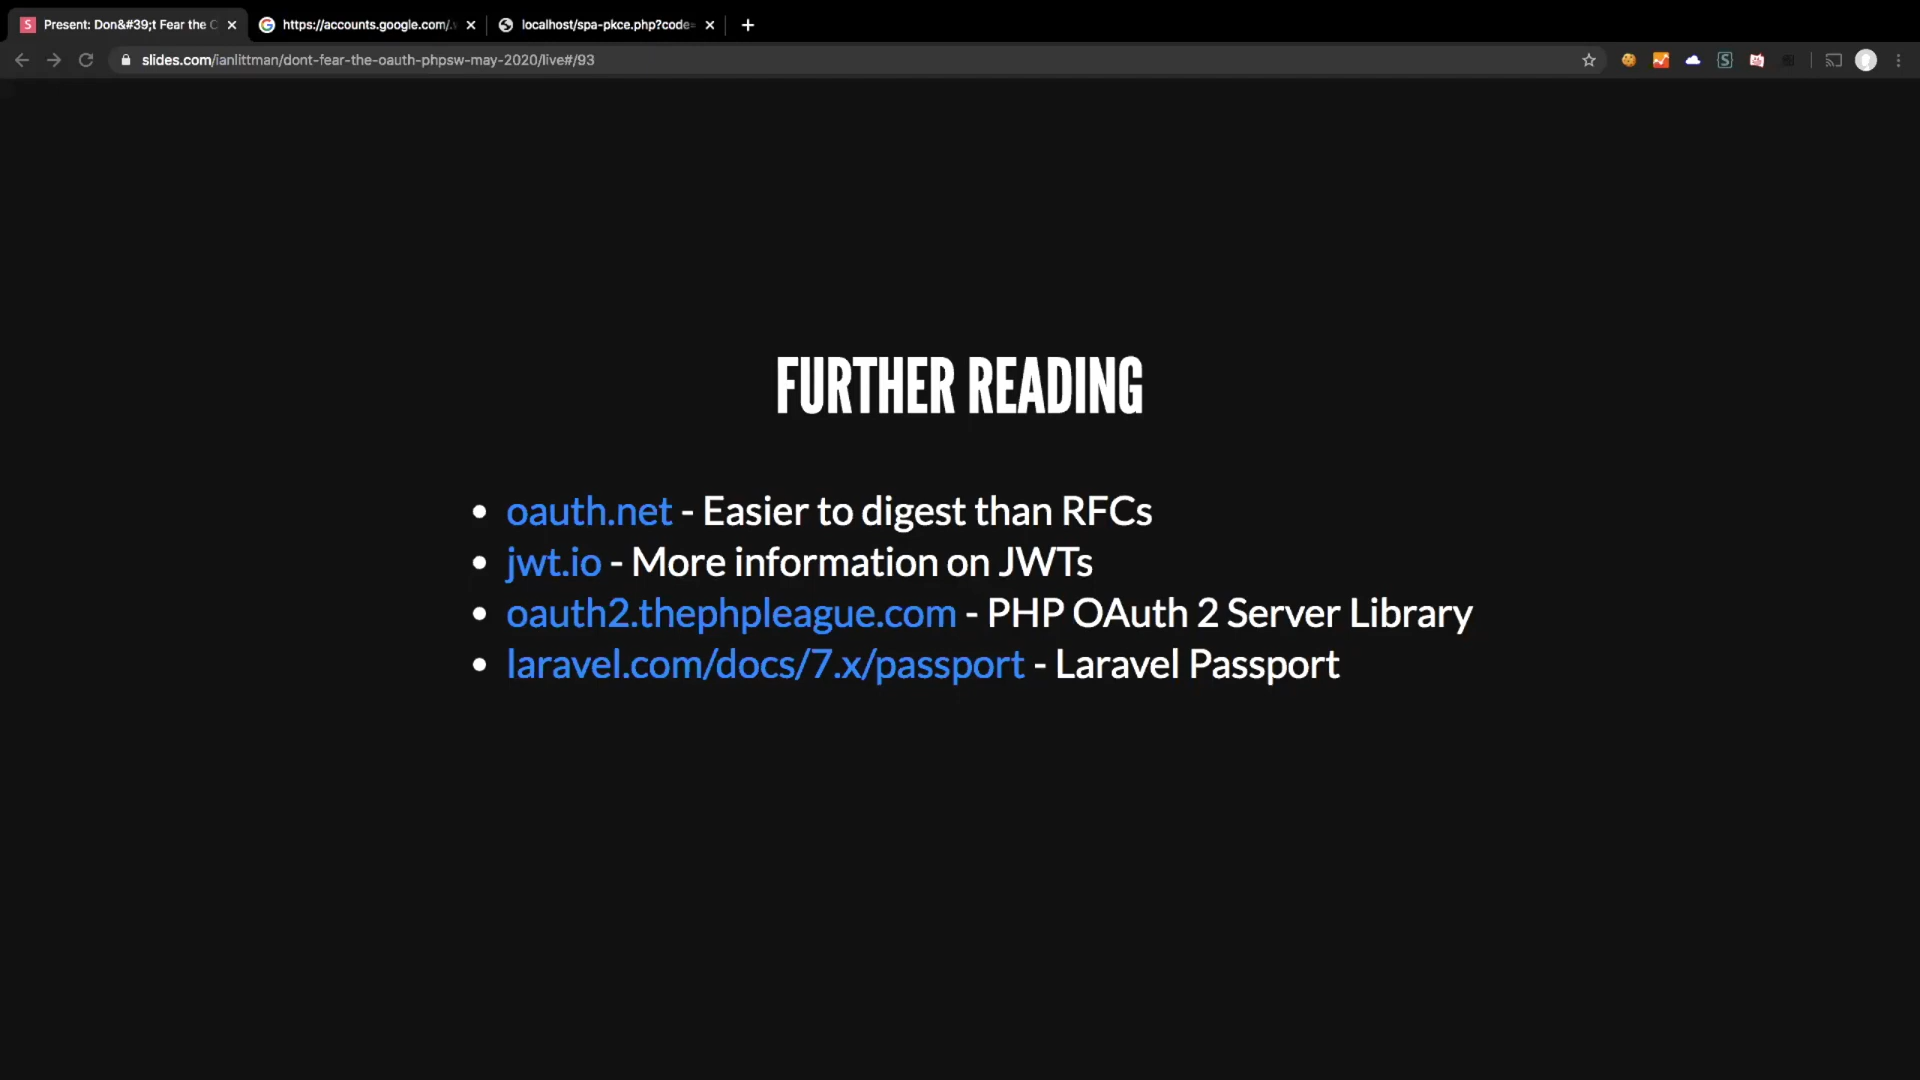 S Present: Don&#39;t Fear the O
https://accounts.google.com/.w
localhost/spa-pkce.php?code=
slides.com/ianlittman/dont-fear-the-oauth-phpsw-may-2020/live#/93
FURTHER READING
• oauth.net - Easier to digest than RFCs
• jwt.io - More information on JWTs
• oauth2.thephpleague.com - PHP OAuth 2 Server Library
• laravel.com/docs/7.x/passport - Laravel Passport